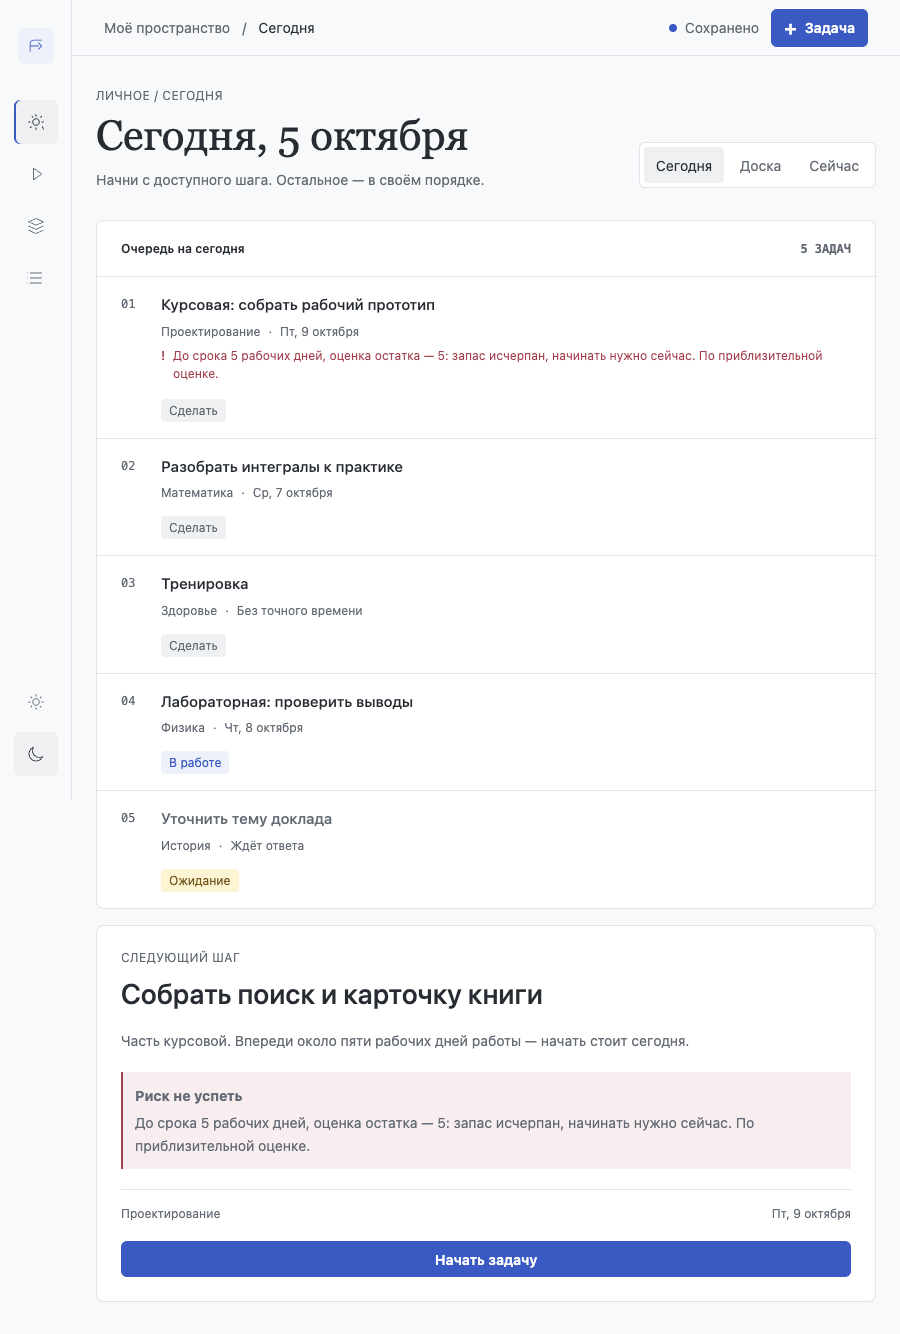 Моё пространство / Сегодня
Сохранено
+ Задача
ЛИЧНОЕ / СЕГОДНЯ
Сегодня, 5 октября
Начни с доступного шага. Остальное — в своём порядке.
Сегодня Доска Сейчас
Очередь на сегодня
5 ЗАДАЧ
01 Курсовая: собрать рабочий прототип
Проектирование · Пт, 9 октября
! До срока 5 рабочих дней, оценка остатка — 5: запас исчерпан, начинать нужно сейчас. По приблизительной
оценке.
Сделать
02 Разобрать интегралы к практике
Математика · Ср, 7 октября
Сделать
03 Тренировка
Здоровье · Без точного времени
Сделать
04 Лабораторная: проверить выводы
Физика · Чт, 8 октября
В работе
05 Уточнить тему доклада
История · Ждёт ответа
Ожидание
СЛЕДУЮЩИЙ ШАГ
Собрать поиск и карточку книги
Часть курсовой. Впереди около пяти рабочих дней работы — начать стоит сегодня.
Риск не успеть
До срока 5 рабочих дней, оценка остатка — 5: запас исчерпан, начинать нужно сейчас. По
приблизительной оценке.
Проектирование
Пт, 9 октября
Начать задачу